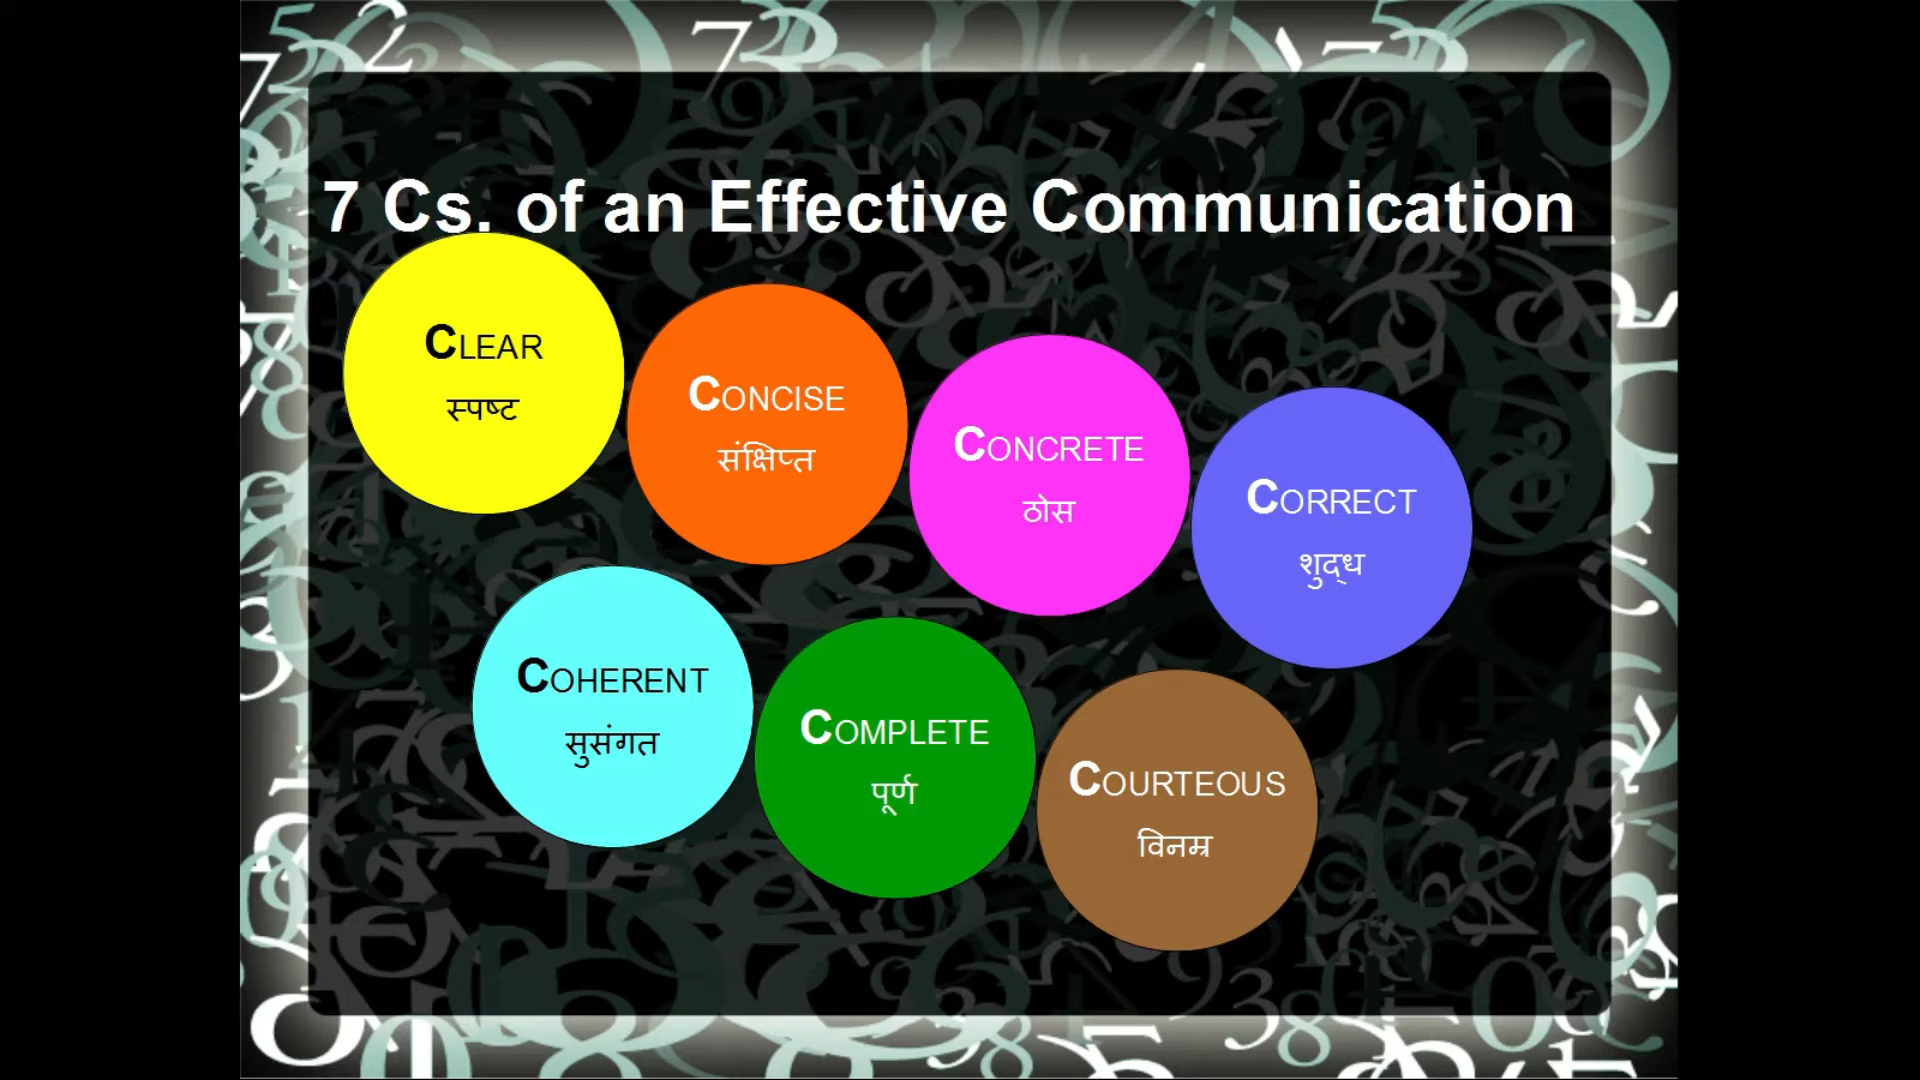 7 Cs. of an Effective Communication
CLEAR
स्पष्ट
CONCISE
संक्षिप्त
CONCRETE
ठोस
CORRECT
शुद्ध
COHERENT
सुसंगत
COMPLETE
पूर्ण
COURTEOUS
विनम्र